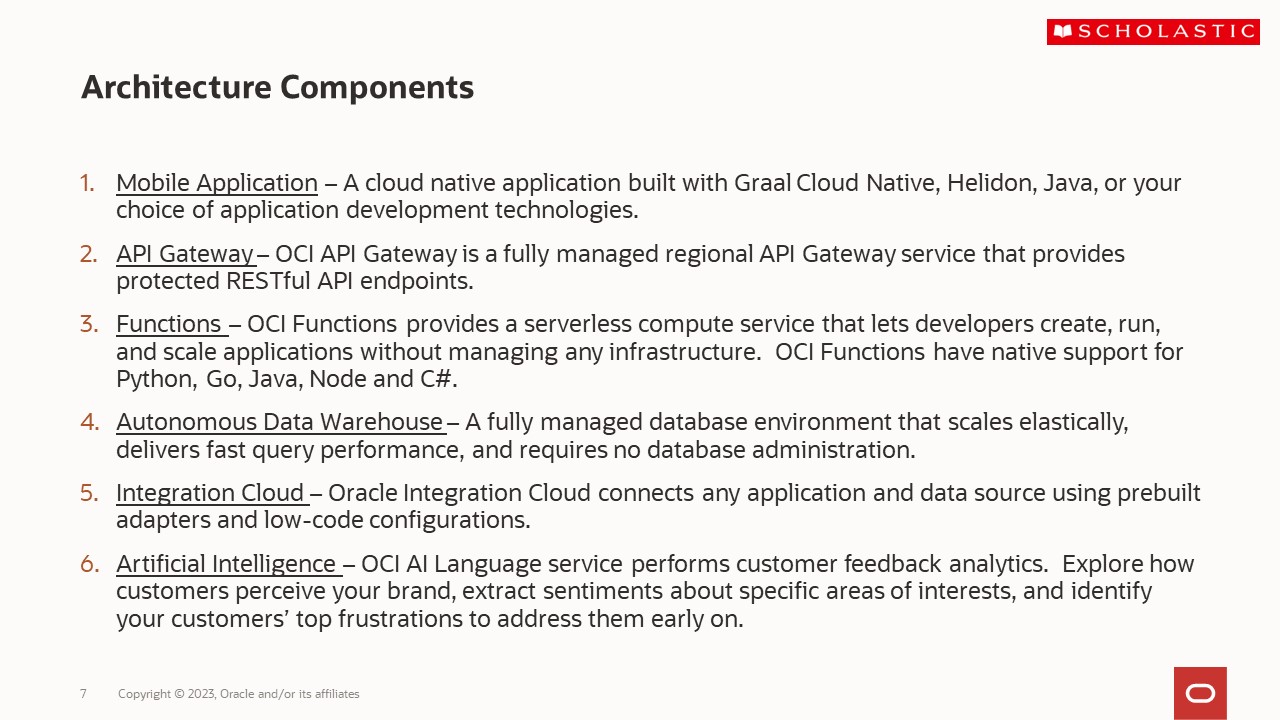 SCHOLASTIC
Architecture Components
1. Mobile Application – A cloud native application built with Graal Cloud Native, Helidon, Java, or your
choice of application development technologies.
2. API Gateway – OCI API Gateway is a fully managed regional API Gateway service that provides
protected RESTful API endpoints.
3. Functions – OCI Functions provides a serverless compute service that lets developers create, run,
and scale applications without managing any infrastructure. OCI Functions have native support for
Python, Go, Java, Node and C#.
4. Autonomous Data Warehouse – A fully managed database environment that scales elastically,
delivers fast query performance, and requires no database administration.
5. Integration Cloud – Oracle Integration Cloud connects any application and data source using prebuilt
adapters and low-code configurations.
6. Artificial Intelligence – OCI AI Language service performs customer feedback analytics. Explore how
customers perceive your brand, extract sentiments about specific areas of interests, and identify
your customers’ top frustrations to address them early on.
7 Copyright © 2023, Oracle and/or its affiliates